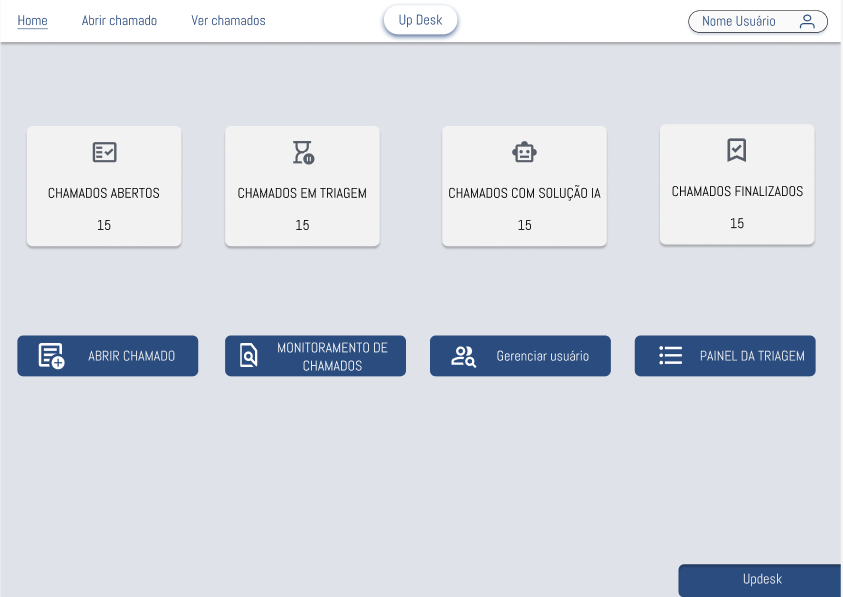 Home
Abrir chamado
Ver chamados
Up Desk
Nome Usuário
CHAMADOS ABERTOS
15
CHAMADOS EM TRIAGEM
15
CHAMADOS COM SOLUÇÃO IA
15
CHAMADOS FINALIZADOS
15
ABRIR CHAMADO
MONITORAMENTO DE
CHAMADOS
Gerenciar usuário
PAINEL DA TRIAGEM
Updesk